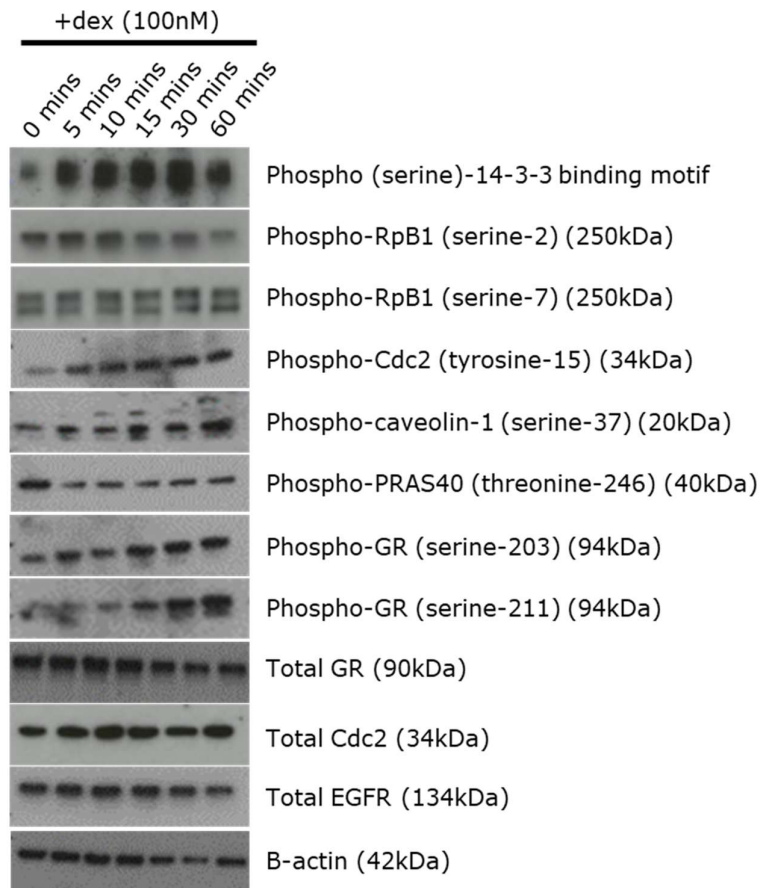 +dex (100nM)
0 mins
5 mins
10 mins
15 mins
30 mins
60 mins
Phospho (serine)-14-3-3 binding motif
Phospho-RpB1 (serine-2) (250kDa)
Phospho-RpB1 (serine-7) (250kDa)
Phospho-Cdc2 (tyrosine-15) (34kDa)
Phospho-caveolin-1 (serine-37) (20kDa)
Phospho-PRAS40 (threonine-246) (40kDa)
Phospho-GR (serine-203) (94kDa)
Phospho-GR (serine-211) (94kDa)
Total GR (90kDa)
Total Cdc2 (34kDa)
Total EGFR (134kDa)
B-actin (42kDa)